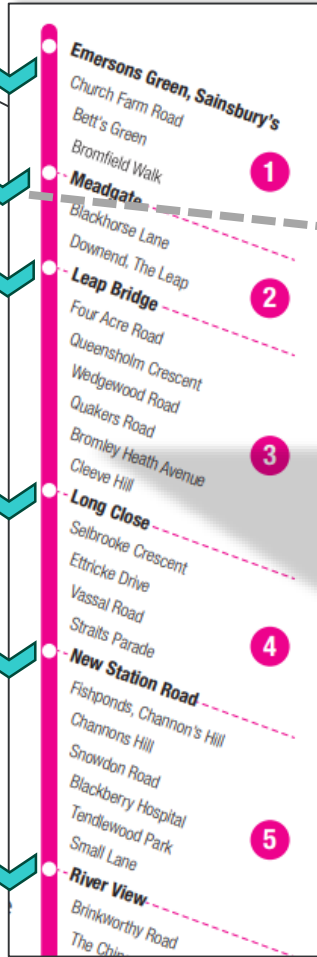 Emersons Green, Sainsbury's
Church Farm Road
Bett's Green
Bromfield Walk
1
Meadgate
Blackhorse Lane
Downend, The Leap
2
Leap Bridge
Four Acre Road
Queensholm Crescent
Wedgewood Road
Quakers Road
Bromley Heath Avenue
Cleeve Hill
3
Long Close
Selbrooke Crescent
Ettricke Drive
Vassal Road
Straits Parade
4
New Station Road
Fishponds, Channon's Hill
Channons Hill
Snowdon Road
Blackberry Hospital
Tendlewood Park
Small Lane
5
River View
Brinkworthy Road
The